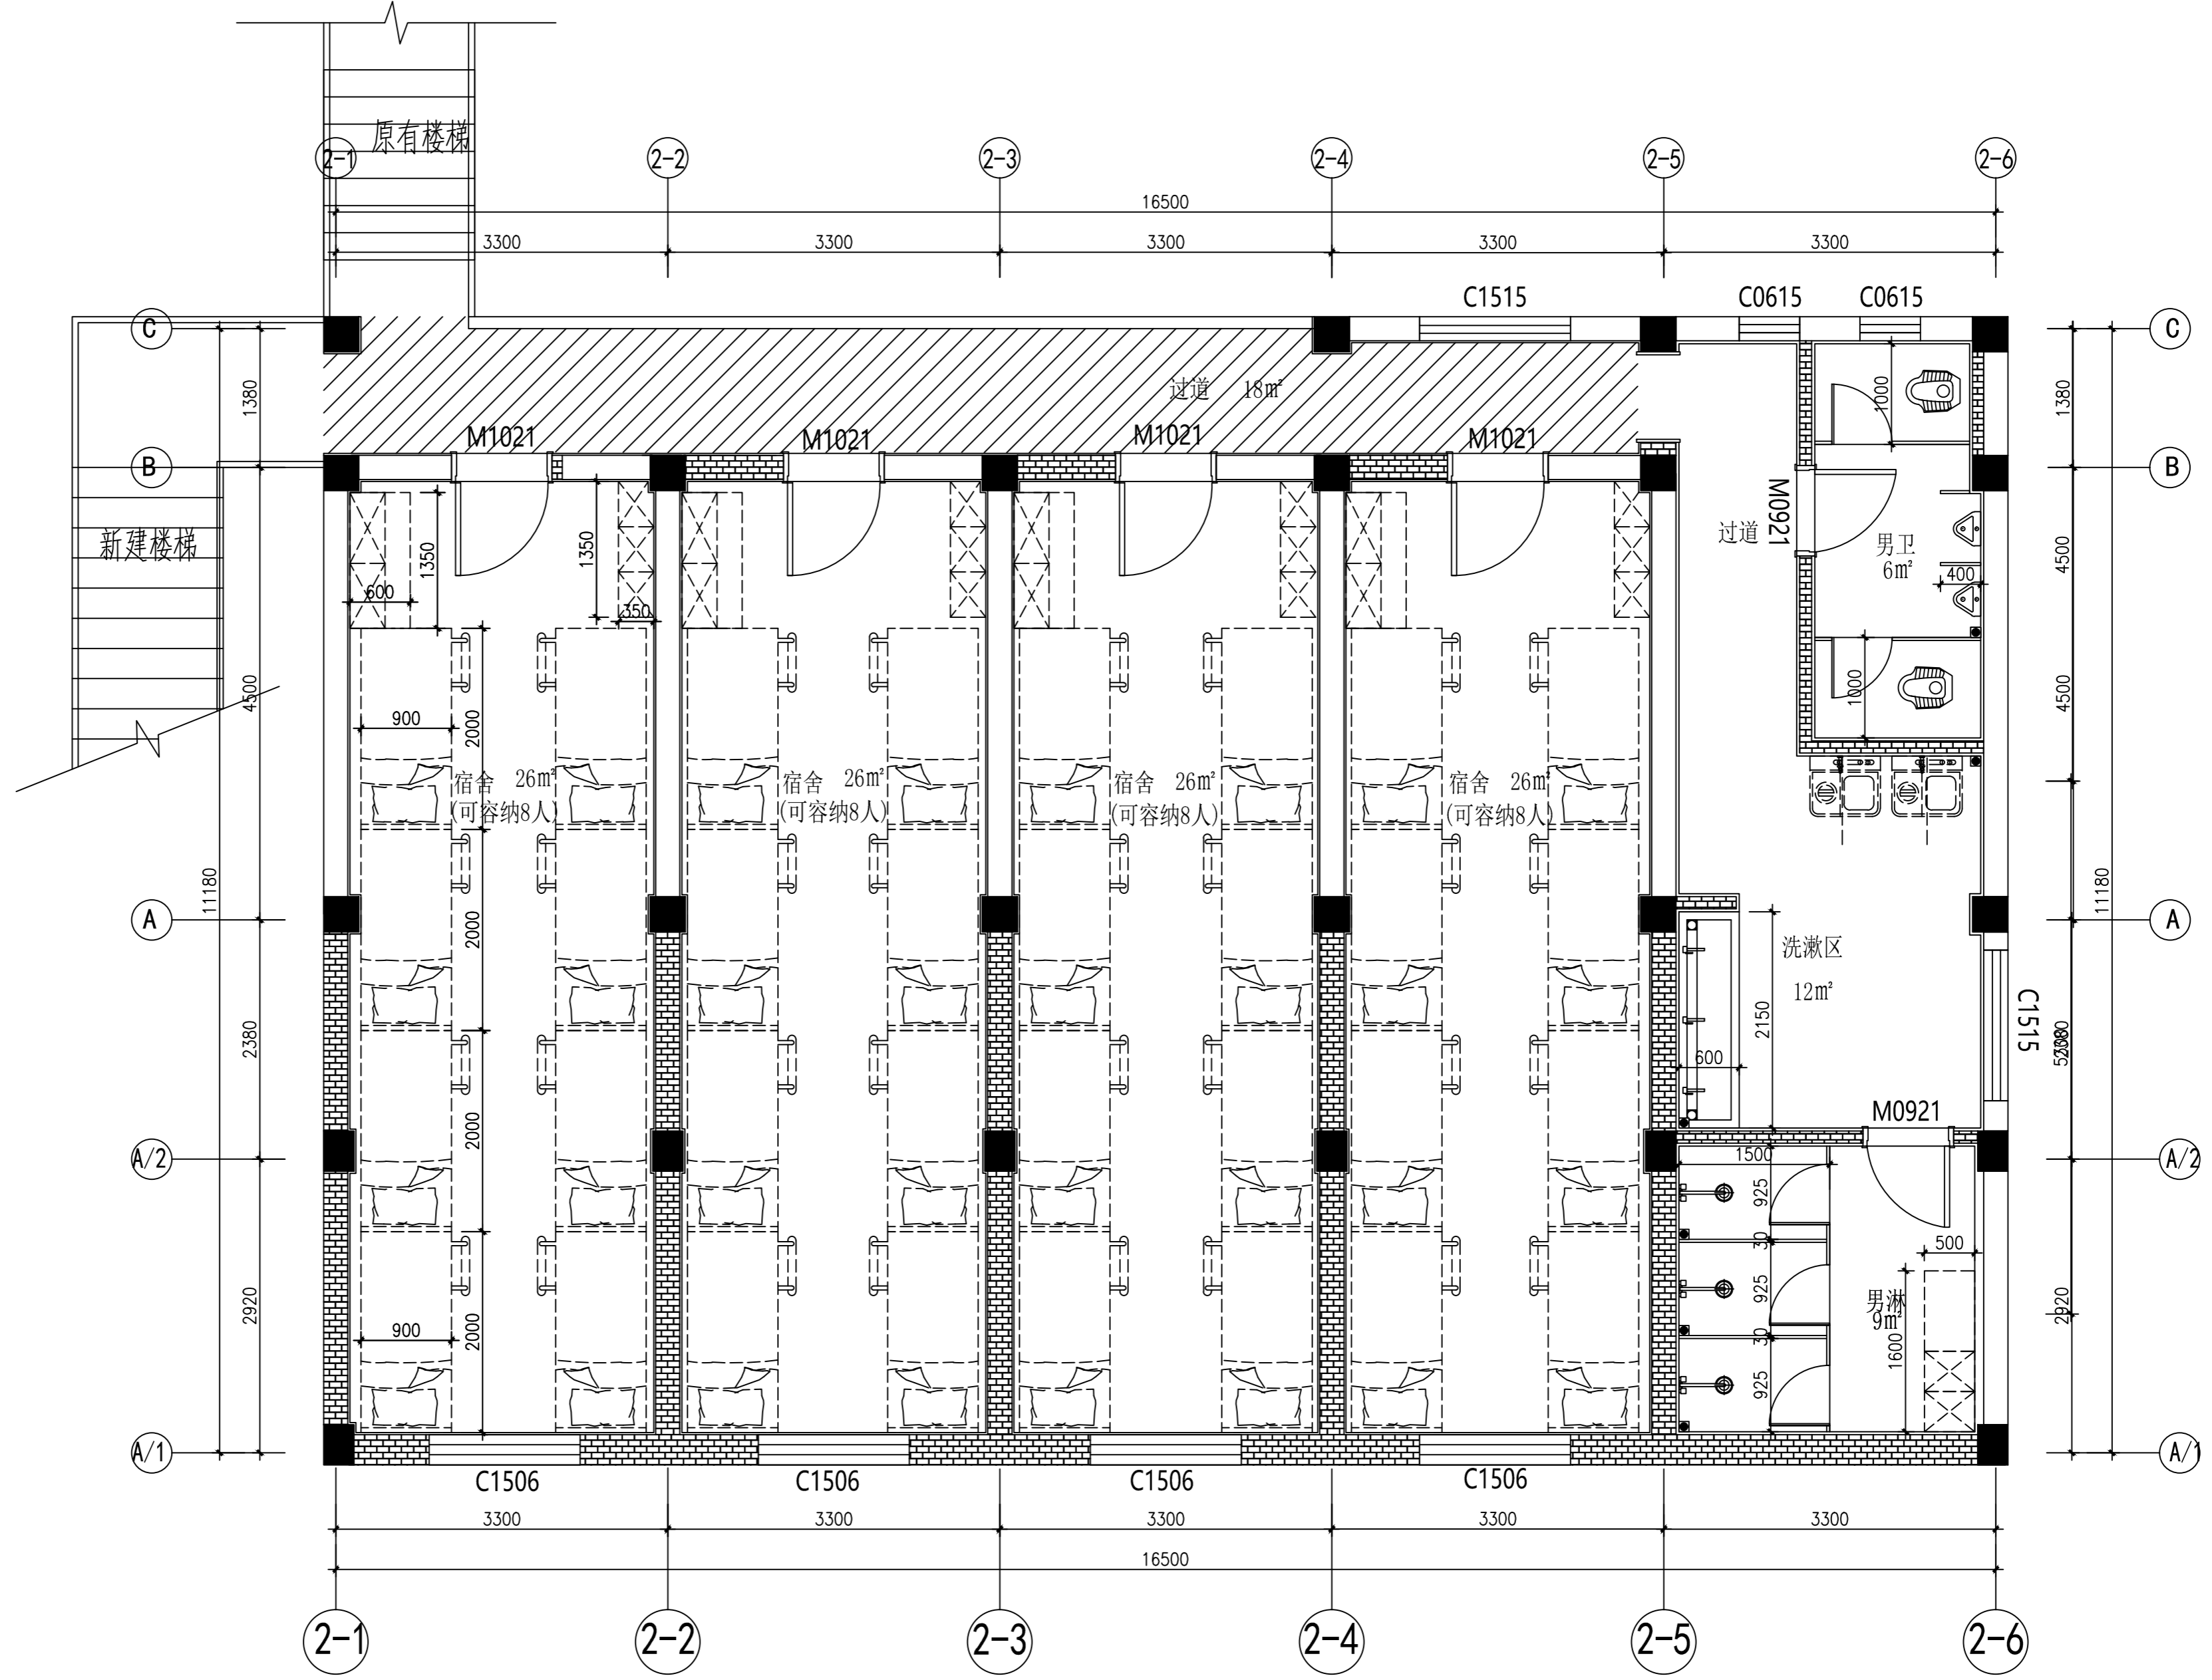 原有楼梯
2-1
2-2
2-3
2-4
2-5
2-6
16500
3300
3300
3300
3300
3300
C1515
C0615
C0615
C
C
1380
过道 18㎡
1000
1380
M1021
M1021
M1021
M1021
B
B
新建楼梯
1350
600
1350
350
过道
M0921
男卫
6㎡
400
4500
4500
900
2000
1000
4500
宿舍 26㎡
(可容纳8人)
宿舍 26㎡
(可容纳8人)
宿舍 26㎡
(可容纳8人)
宿舍 26㎡
(可容纳8人)
11180
11180
A
2000
A
洗漱区
12㎡
2150
600
C1515
2380
2000
M0921
A/2
A/2
1500
925
30
925
30
925
500
男淋
9㎡
1600
2920
2920
900
2000
A/1
A/1
C1506
C1506
C1506
C1506
3300
3300
3300
3300
3300
16500
2-1
2-2
2-3
2-4
2-5
2-6